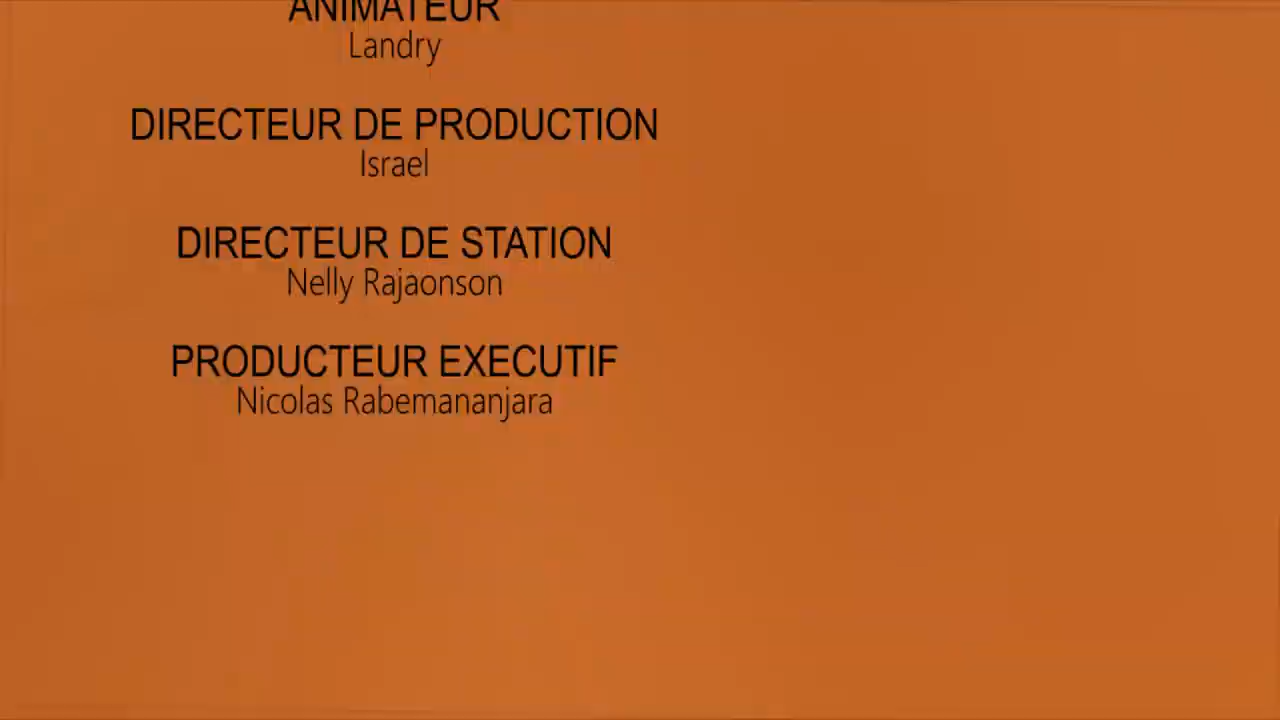 ANIMATEUR
Landry
DIRECTEUR DE PRODUCTION
Israel
DIRECTEUR DE STATION
Nelly Rajaonson
PRODUCTEUR EXECUTIF
Nicolas Rabemananjara